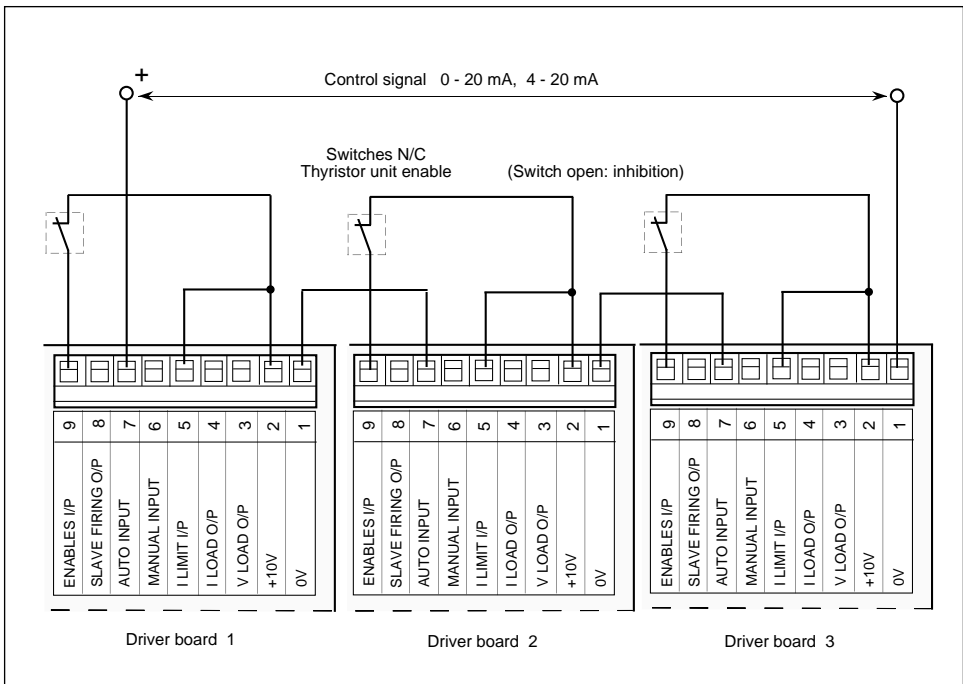 +
Control signal 0 - 20 mA, 4 - 20 mA
Switches N/C
Thyristor unit enable (Switch open: inhibition)
9 8 7 6 5 4 3 2 1
ENABLES I/P
SLAVE FIRING O/P
AUTO INPUT
MANUAL INPUT
I LIMIT I/P
I LOAD O/P
V LOAD O/P
+10V
0V
Driver board 1
9 8 7 6 5 4 3 2 1
ENABLES I/P
SLAVE FIRING O/P
AUTO INPUT
MANUAL INPUT
I LIMIT I/P
I LOAD O/P
V LOAD O/P
+10V
0V
Driver board 2
9 8 7 6 5 4 3 2 1
ENABLES I/P
SLAVE FIRING O/P
AUTO INPUT
MANUAL INPUT
I LIMIT I/P
I LOAD O/P
V LOAD O/P
+10V
0V
Driver board 3